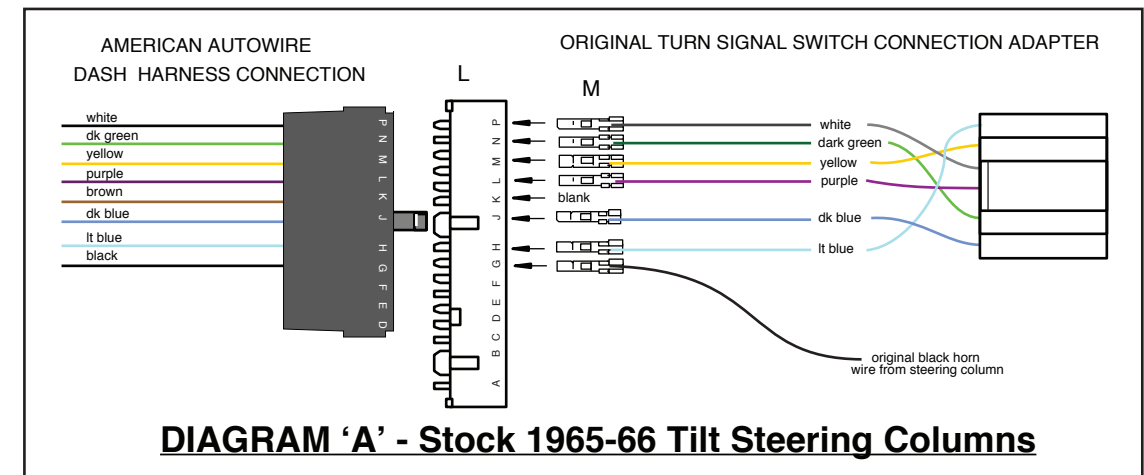 AMERICAN AUTOWIRE
DASH HARNESS CONNECTION
ORIGINAL TURN SIGNAL SWITCH CONNECTION ADAPTER
L
M
white
dk green
yellow
purple
brown
dk blue
lt blue
black
P
N
M
L
K
J
H
G
F
E
D
P
N
M
L
K
J
H
G
F
E
D
C
B
A
blank
white
dark green
yellow
purple
dk blue
lt blue
original black horn
wire from steering column
DIAGRAM ‘A’ - Stock 1965-66 Tilt Steering Columns